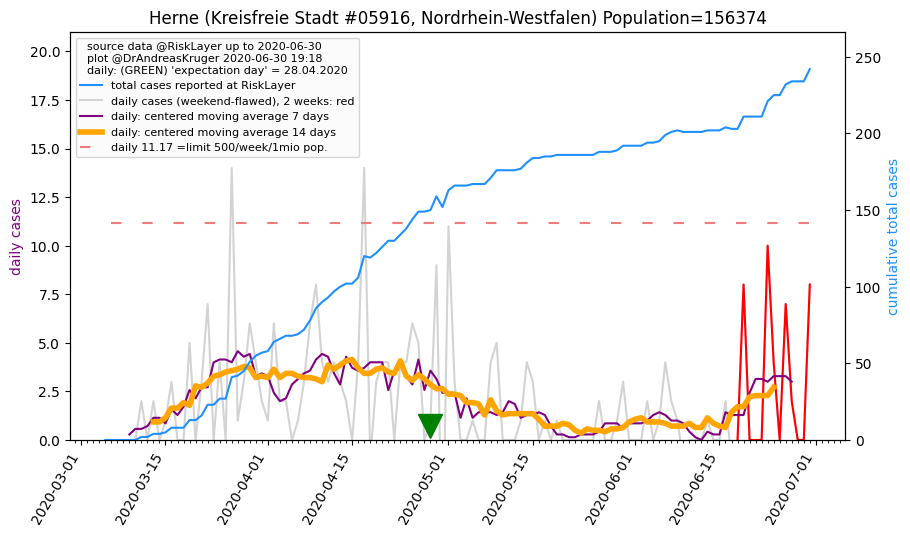 Herne (Kreisfreie Stadt #05916, Nordrhein-Westfalen) Population=156374
source data @RiskLayer up to 2020-06-30
plot @DrAndreasKruger 2020-06-30 19:18
daily: (GREEN) 'expectation day' = 28.04.2020
total cases reported at RiskLayer
daily cases (weekend-flawed), 2 weeks: red
daily: centered moving average 7 days
daily: centered moving average 14 days
daily 11.17 =limit 500/week/1mio pop.
daily cases
20.0
17.5
15.0
12.5
10.0
7.5
5.0
2.5
0.0
cumulative total cases
250
200
150
100
50
0
2020-03-01
2020-03-15
2020-04-01
2020-04-15
2020-05-01
2020-05-15
2020-06-01
2020-06-15
2020-07-01